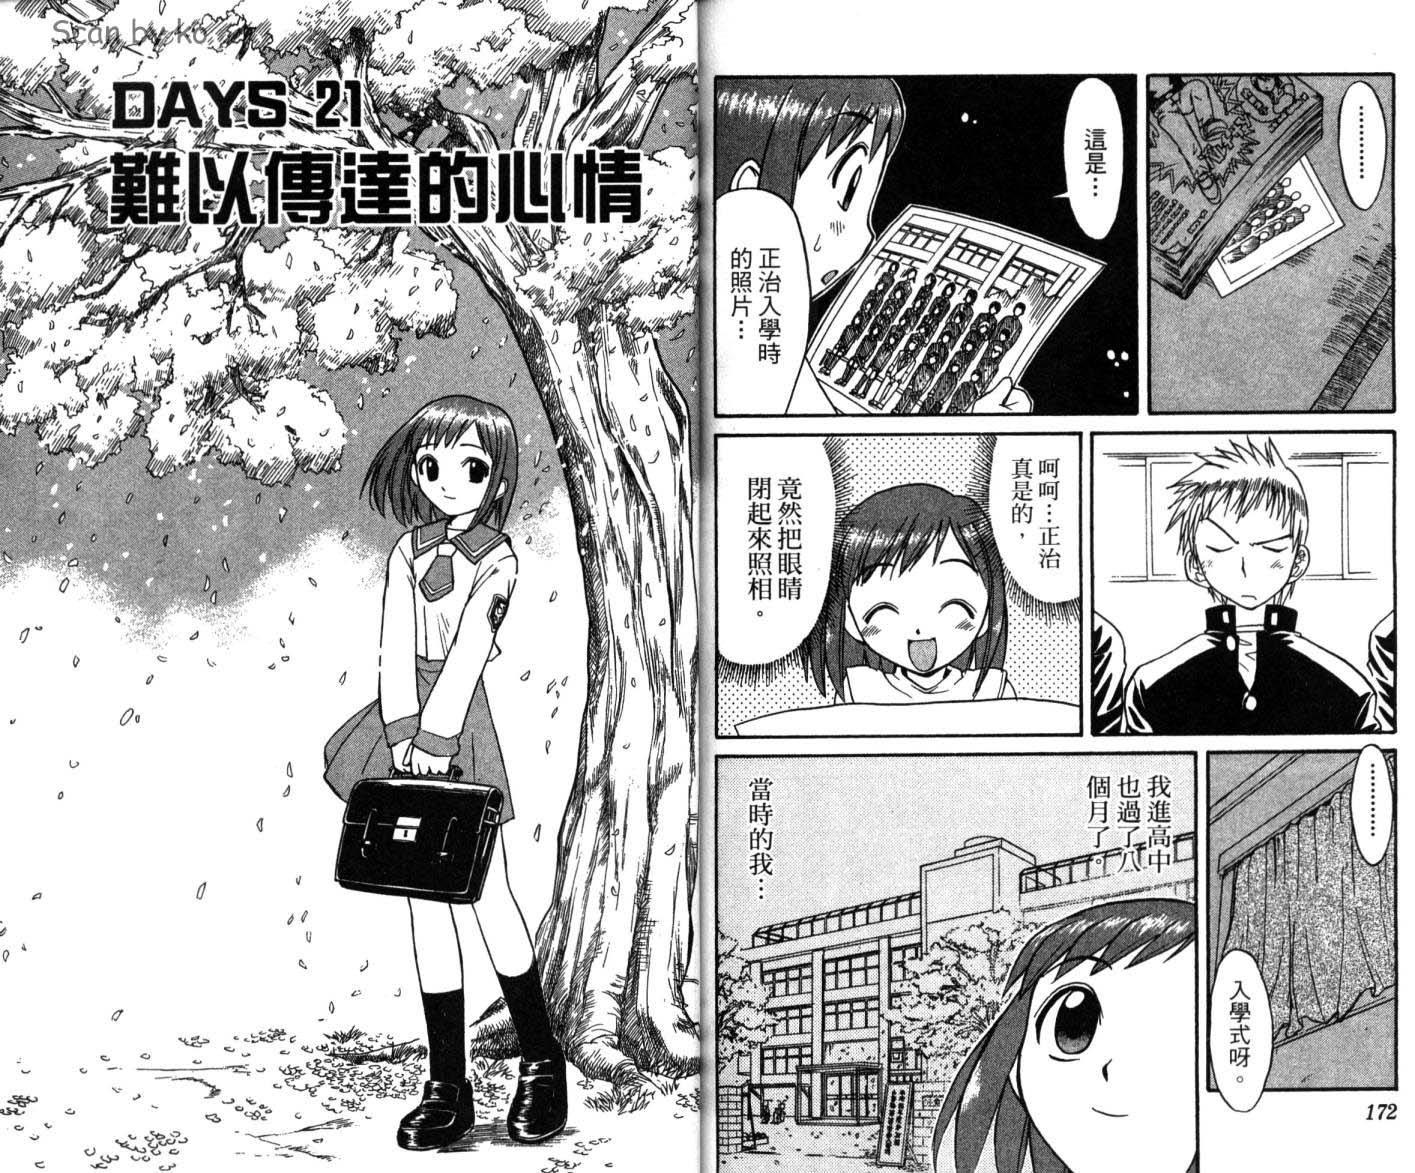 …………
這是…
正治入學時
的照片…
呵呵…正治
真是的，
竟然把眼睛
閉起來照相。
…………
入學式呀。
我進高中
也過了八
個月了。
當時的我…
172
Scan by ko
DAYS 21
難以傳達的心情